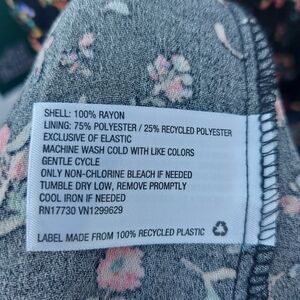 SHELL: 100% RAYON
LINING: 75% POLYESTER / 25% RECYCLED POLYESTER
EXCLUSIVE OF ELASTIC
MACHINE WASH COLD WITH LIKE COLORS
GENTLE CYCLE
ONLY NON-CHLORINE BLEACH IF NEEDED
TUMBLE DRY LOW, REMOVE PROMPTLY
COOL IRON IF NEEDED
RN17730 VN1299629
LABEL MADE FROM 100% RECYCLED PLASTIC